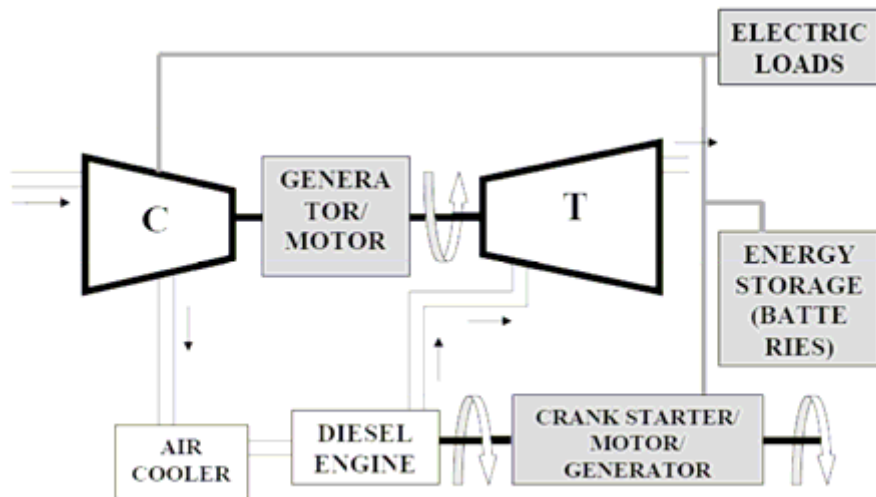 ELECTRIC
LOADS
C
GENERA
TOR/
MOTOR
T
ENERGY
STORAGE
(BATTE
RIES)
AIR
COOLER
DIESEL
ENGINE
CRANK STARTER/
MOTOR/
GENERATOR